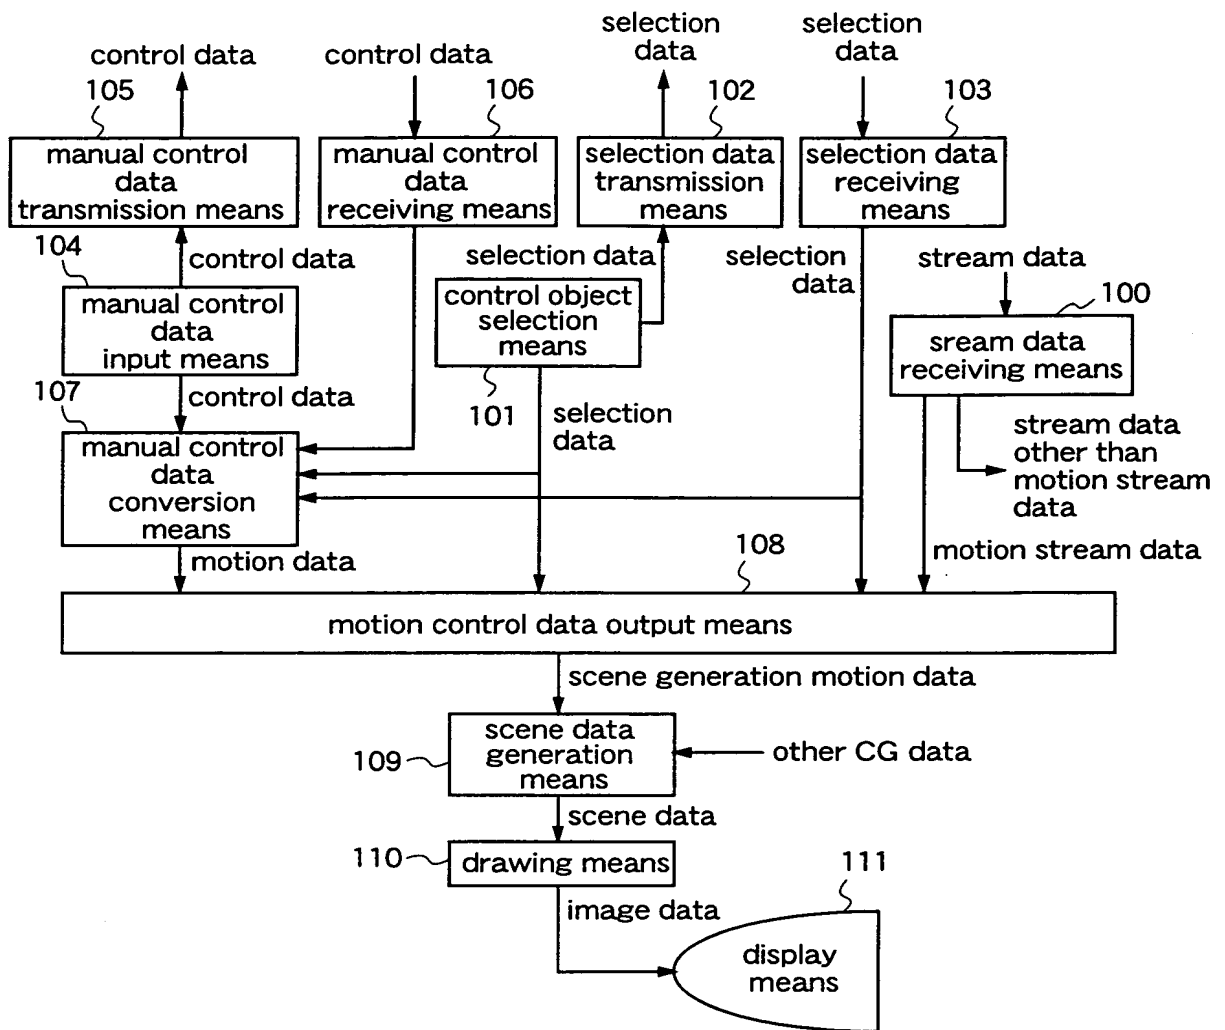 selection
data
selection
data
control data
control data
105
106
102
103
manual control
data
transmission means
manual control
data
receiving means
selection data
transmission
means
selection data
receiving
means
104
control data
selection data
selection
data
stream data
100
manual control
data
input means
control object
selection
means
sream data
receiving means
107
control data
101
selection
data
stream data
other than
motion stream
data
manual control
data
conversion
means
motion data
108
motion stream data
motion control data output means
scene generation motion data
scene data
generation
means
109
other CG data
scene data
110
drawing means
111
image data
display
means